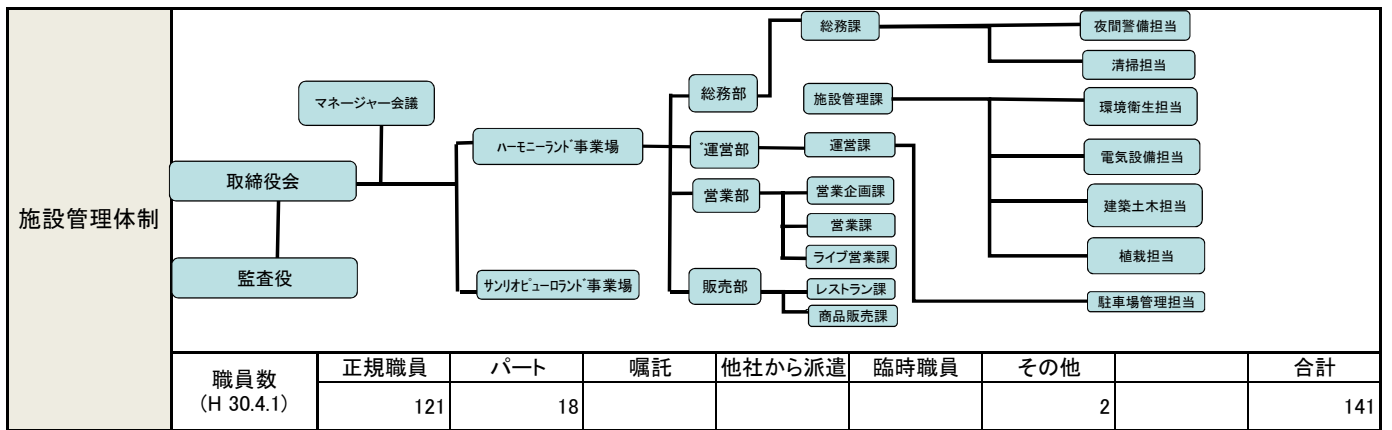 施設管理体制
マネージャー会議
取締役会
監査役
ハーモニーランド事業場
サンリオピューロランド事業場
総務部
運営部
営業部
販売部
総務課
施設管理課
運営課
営業企画課
営業課
ライブ営業課
レストラン課
商品販売課
夜間警備担当
清掃担当
環境衛生担当
電気設備担当
建築土木担当
植栽担当
駐車場管理担当
職員数
(H 30.4.1)
正規職員 パート 嘱託 他社から派遣 臨時職員 その他 合計
121 18 2 141